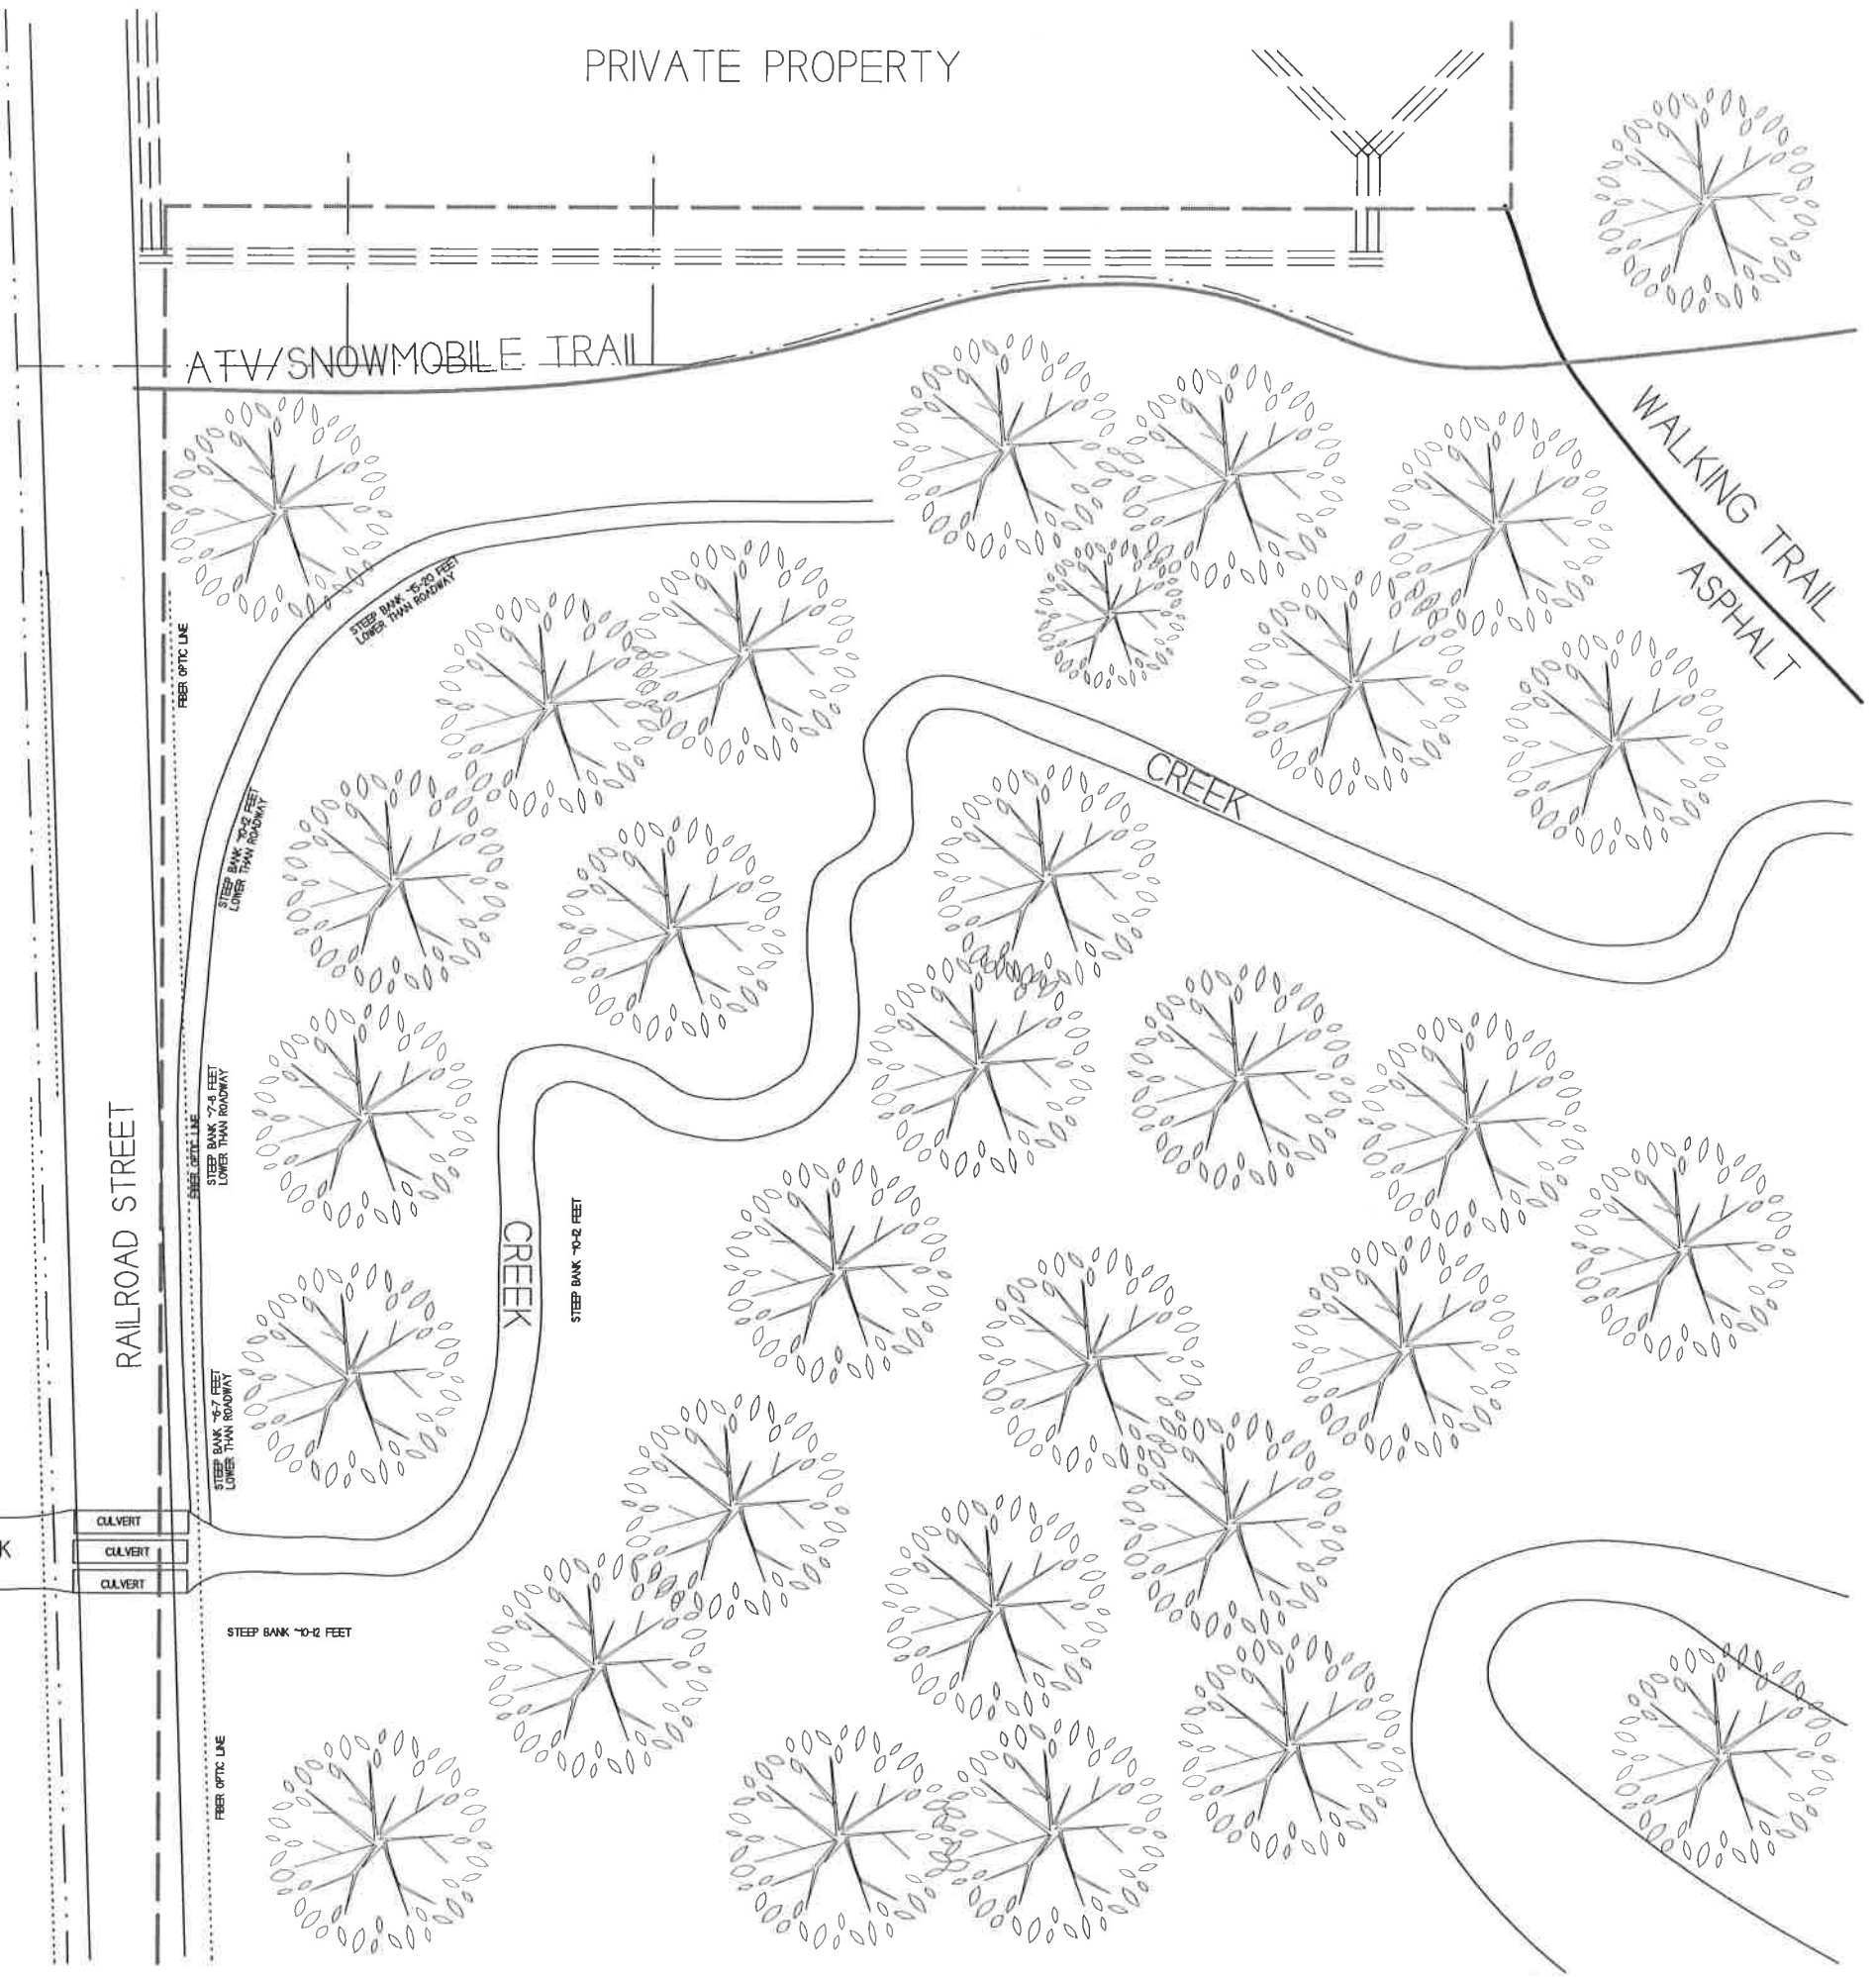 PRIVATE PROPERTY
ATV/SNOWMOBILE TRAIL
WALKING TRAIL
ASPHALT
STEEP BANK ~15-20 FEET
LOWER THAN ROADWAY
FIBER OPTIC LINE
CREEK
STEEP BANK ~10-12 FEET
LOWER THAN ROADWAY
RAILROAD STREET
FIBER OPTIC LINE
STEEP BANK ~7-8 FEET
LOWER THAN ROADWAY
CREEK
STEEP BANK ~10-12 FEET
STEEP BANK ~6-7 FEET
LOWER THAN ROADWAY
CULVERT
K
CULVERT
CULVERT
STEEP BANK ~10-12 FEET
FIBER OPTIC LINE